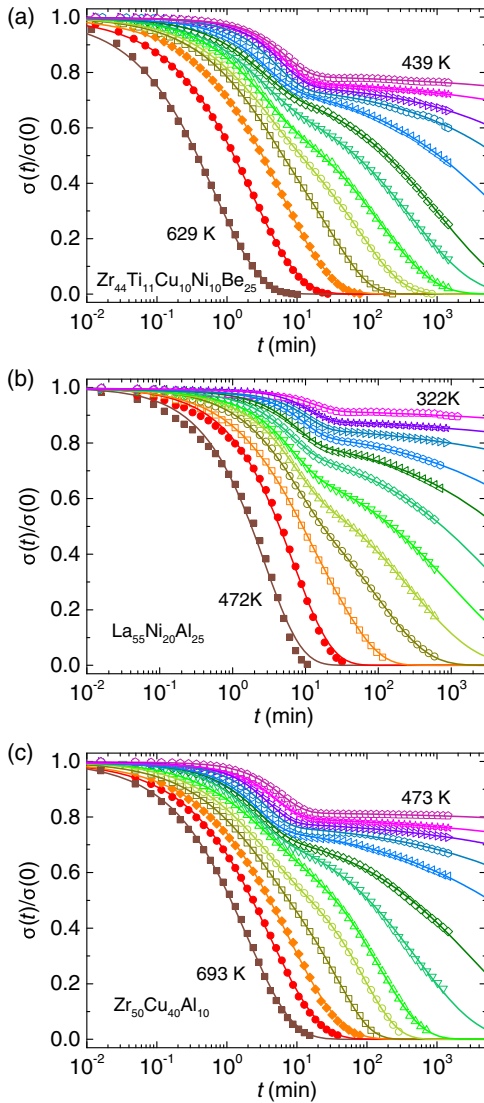 (a)
1.0
0.8
0.6
0.4
0.2
0.0
σ(t)/σ(0)
439 K
629 K
Zr₄₄Ti₁₁Cu₁₀Ni₁₀Be₂₅
10⁻² 10⁻¹ 10⁰ 10¹ 10² 10³
t (min)
(b)
1.0
0.8
0.6
0.4
0.2
0.0
σ(t)/σ(0)
322K
472K
La₅₅Ni₂₀Al₂₅
10⁻² 10⁻¹ 10⁰ 10¹ 10² 10³
t (min)
(c)
1.0
0.8
0.6
0.4
0.2
0.0
σ(t)/σ(0)
473 K
693 K
Zr₅₀Cu₄₀Al₁₀
10⁻² 10⁻¹ 10⁰ 10¹ 10² 10³
t (min)